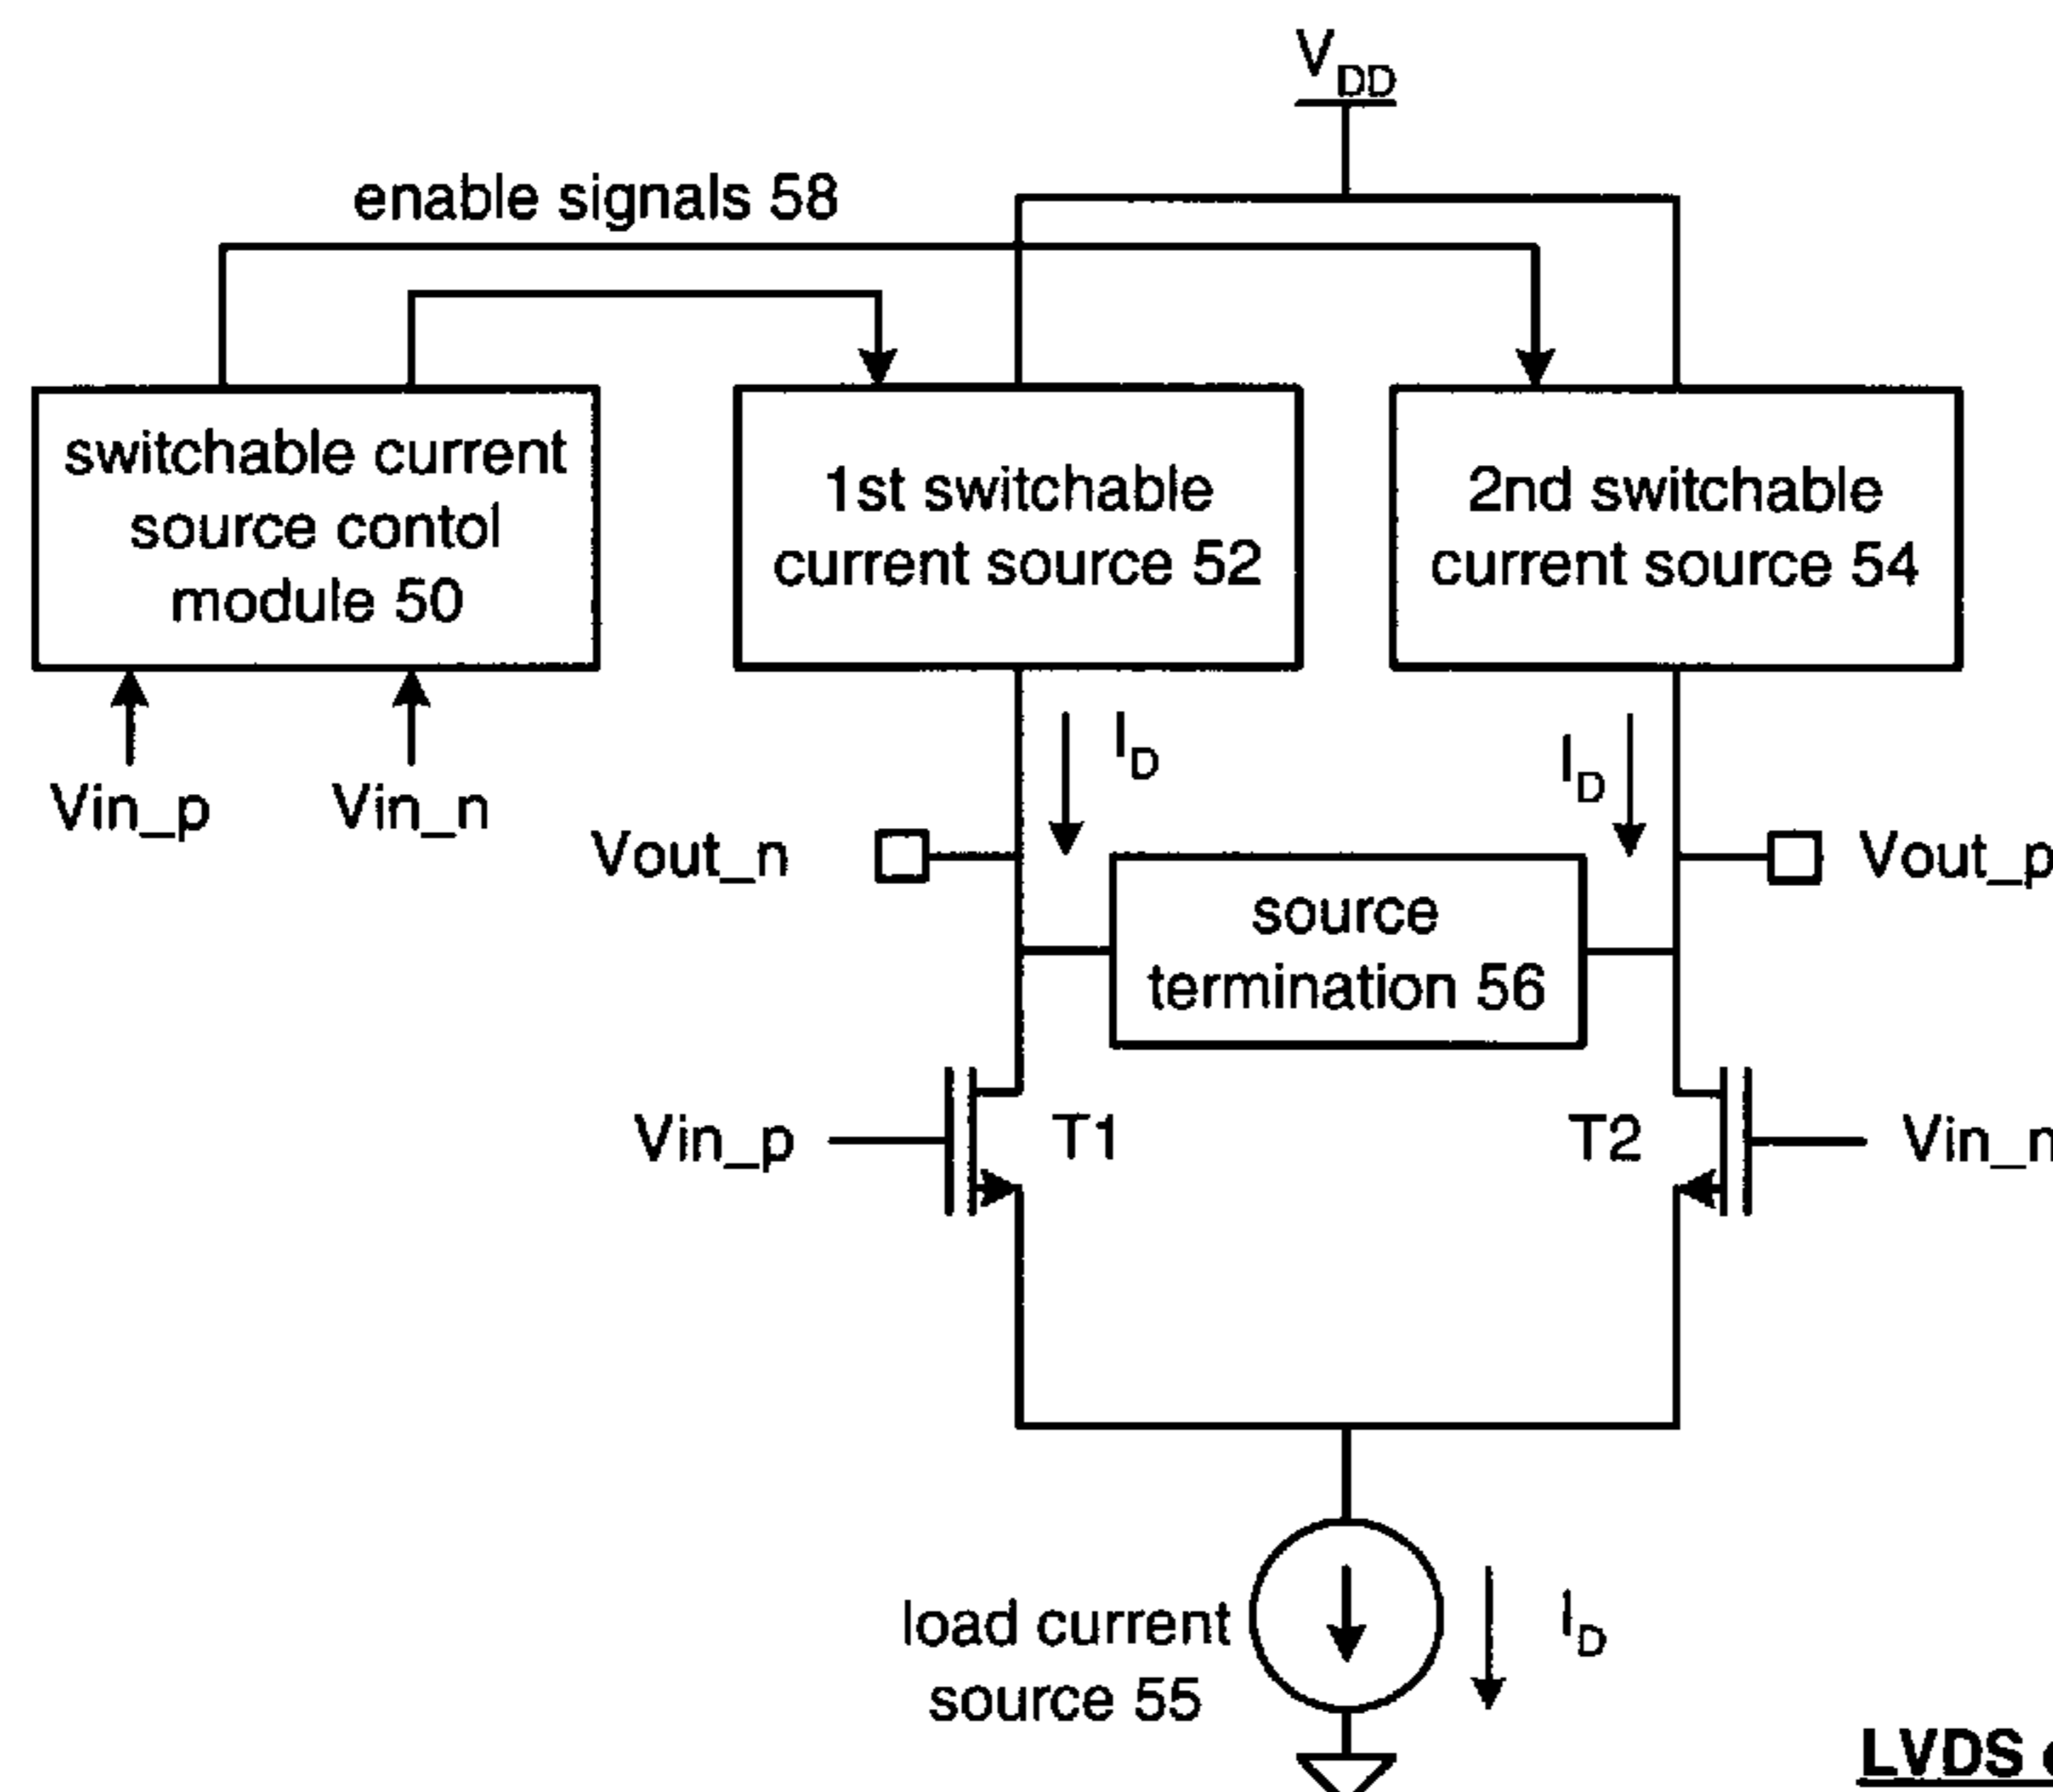 VDD
enable signals 58
switchable current
source contol
module 50
1st switchable
current source 52
2nd switchable
current source 54
ID
ID
Vin_p
Vin_n
Vout_n
Vout_p
source
termination 56
Vin_p
T1
T2
Vin_n
load current
source 55
ID
LVDS